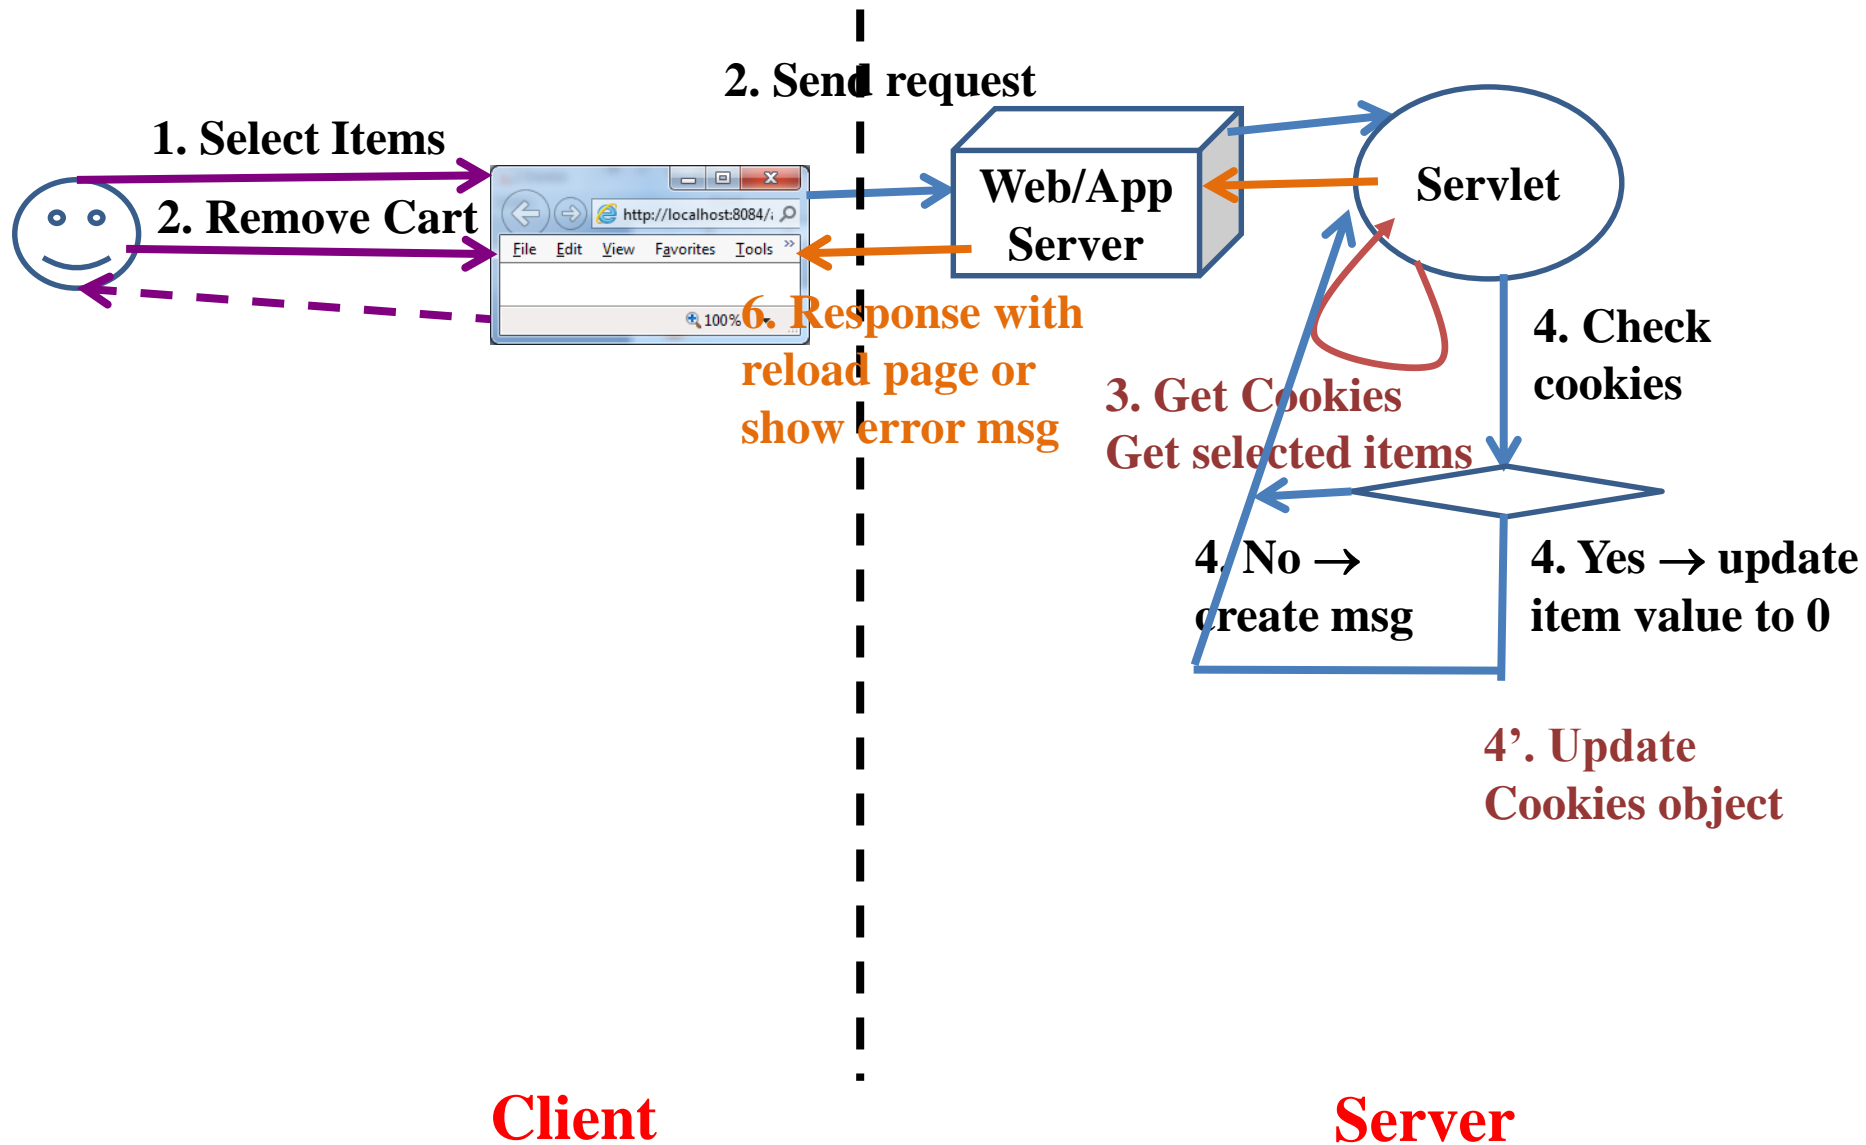 2. Send request
1. Select Items
2. Remove Cart
http://localhost:8084/
File Edit View Favorites Tools »
100%
Web/App
Server
Servlet
6. Response with
reload page or
show error msg
3. Get Cookies
Get selected items
4. Check
cookies
4. No →
create msg
4. Yes → update
item value to 0
4’. Update
Cookies object
Client
Server